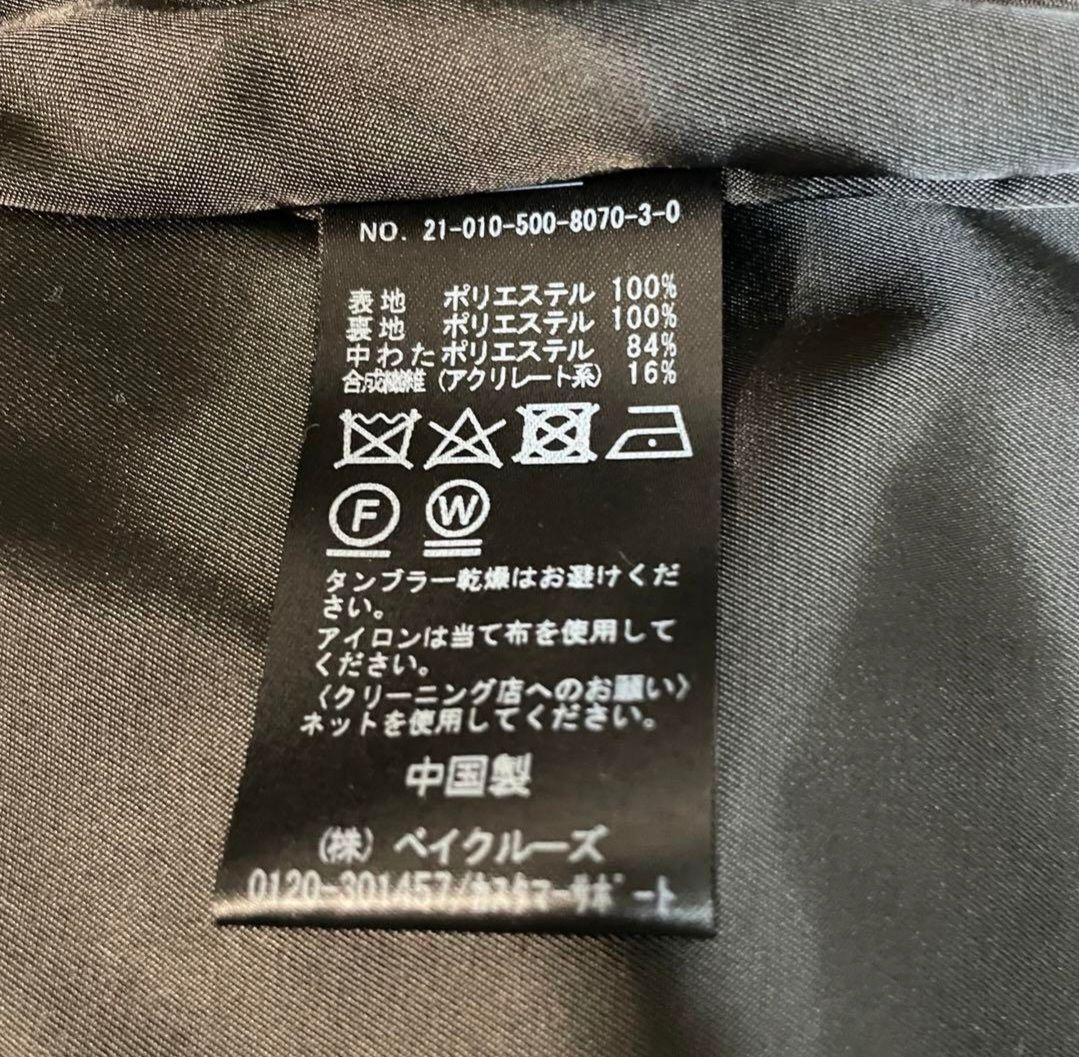 NO. 21-010-500-8070-3-0
表地 ポリエステル 100%
裏地 ポリエステル 100%
中わた ポリエステル 84%
合成繊維 (アクリレート系) 16%
F W
タンブラー乾燥はお避けくだ
さい。
アイロンは当て布を使用して
ください。
〈クリーニング店へのお願い〉
ネットを使用してください。
中国製
(株) ベイクルーズ
0120-301457/カスタマーサポート